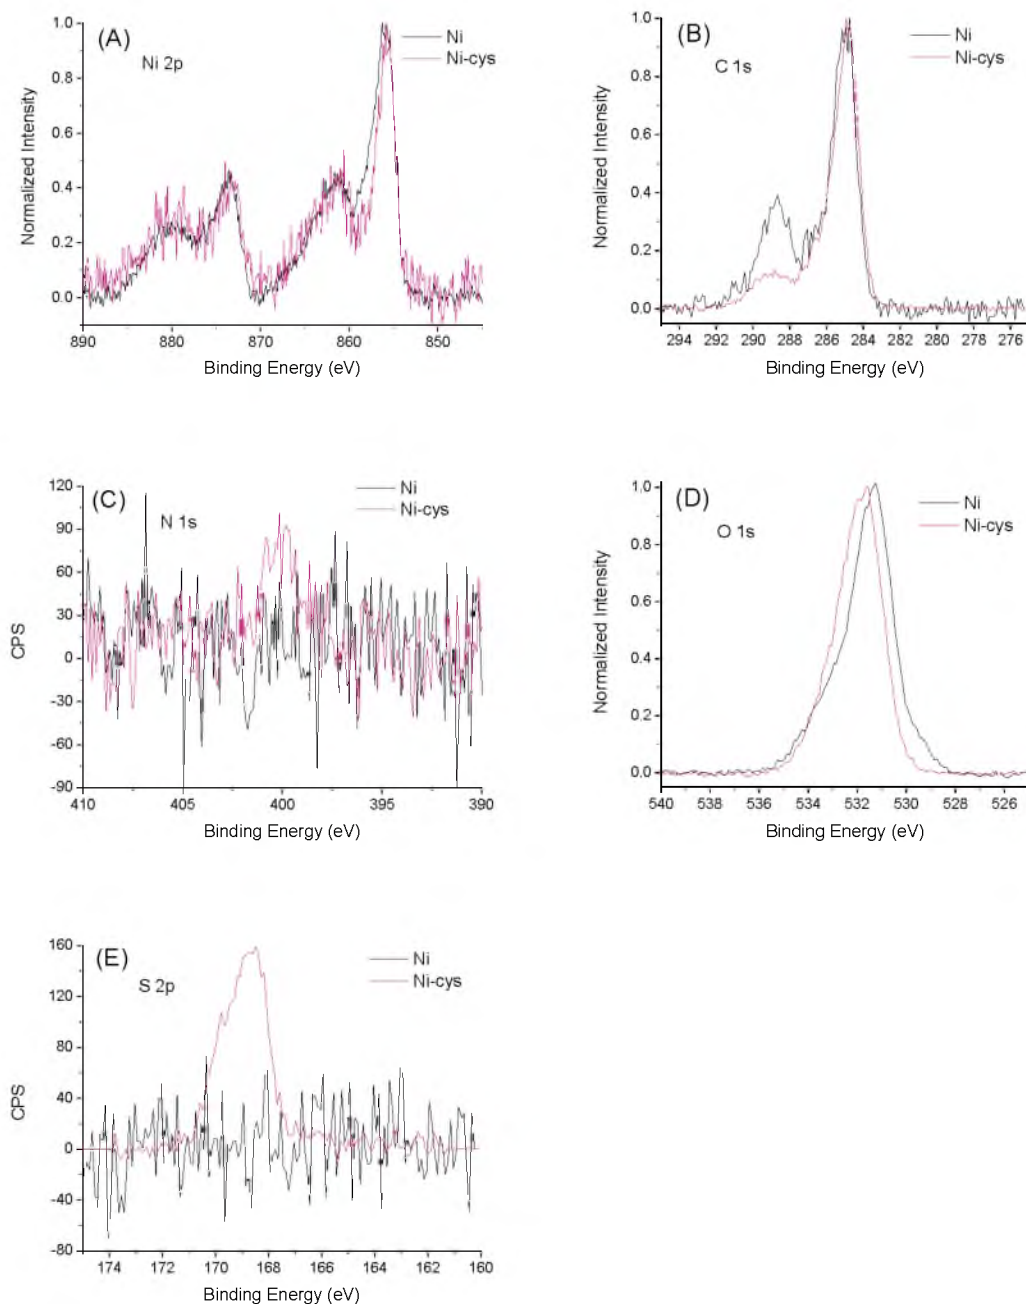 (A)
Ni 2p
Ni
Ni-cys
Normalized Intensity
1.0
0.8
0.6
0.4
0.2
0.0
890 880 870 860 850
Binding Energy (eV)
(B)
C 1s
Ni
Ni-cys
Normalized Intensity
1.0
0.8
0.6
0.4
0.2
0.0
294 292 290 288 286 284 282 280 278 276
Binding Energy (eV)
(C)
N 1s
Ni
Ni-cys
CPS
120
90
60
30
0
-30
-60
-90
410 405 400 395 390
Binding Energy (eV)
(D)
O 1s
Ni
Ni-cys
Normalized Intensity
1.0
0.8
0.6
0.4
0.2
0.0
540 538 536 534 532 530 528 526
Binding Energy (eV)
(E)
S 2p
Ni
Ni-cys
CPS
160
120
80
40
0
-40
-80
174 172 170 168 166 164 162 160
Binding Energy (eV)